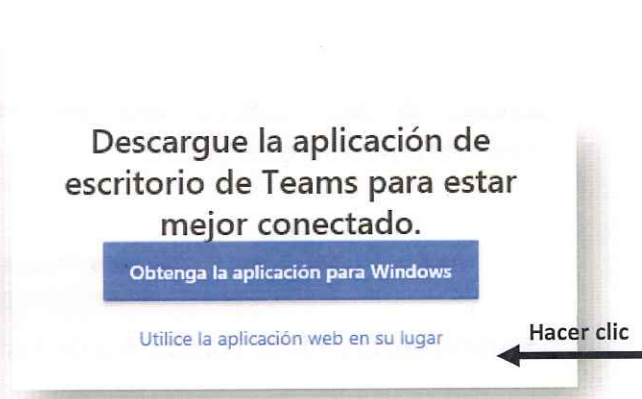 Descargue la aplicación de
escritorio de Teams para estar
mejor conectado.
Obtenga la aplicación para Windows
Utilice la aplicación web en su lugar
Hacer clic